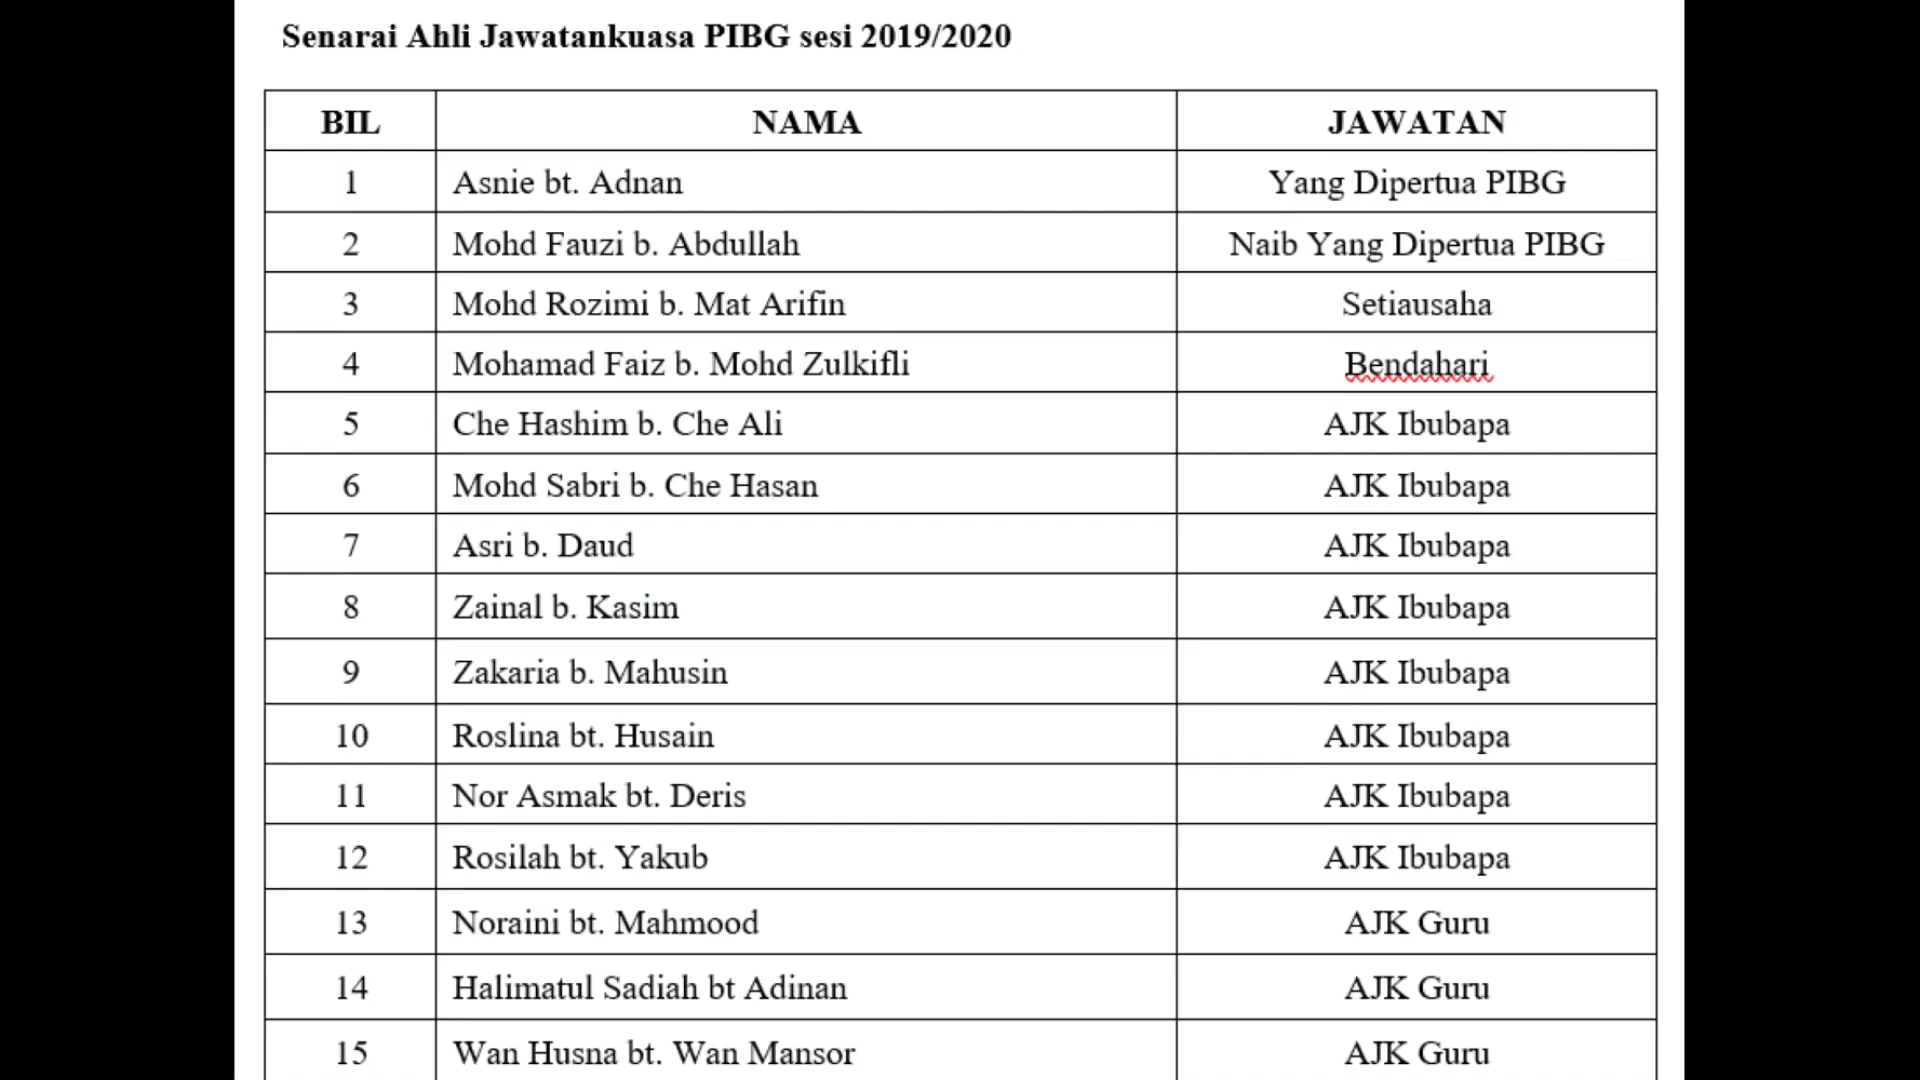 Senarai Ahli Jawatankuasa PIBG sesi 2019/2020
BIL NAMA JAWATAN
1 Asnie bt. Adnan Yang Dipertua PIBG
2 Mohd Fauzi b. Abdullah Naib Yang Dipertua PIBG
3 Mohd Rozimi b. Mat Arifin Setiausaha
4 Mohamad Faiz b. Mohd Zulkifli Bendahari
5 Che Hashim b. Che Ali AJK Ibubapa
6 Mohd Sabri b. Che Hasan AJK Ibubapa
7 Asri b. Daud AJK Ibubapa
8 Zainal b. Kasim AJK Ibubapa
9 Zakaria b. Mahusin AJK Ibubapa
10 Roslina bt. Husain AJK Ibubapa
11 Nor Asmak bt. Deris AJK Ibubapa
12 Rosilah bt. Yakub AJK Ibubapa
13 Noraini bt. Mahmood AJK Guru
14 Halimatul Sadiah bt Adinan AJK Guru
15 Wan Husna bt. Wan Mansor AJK Guru